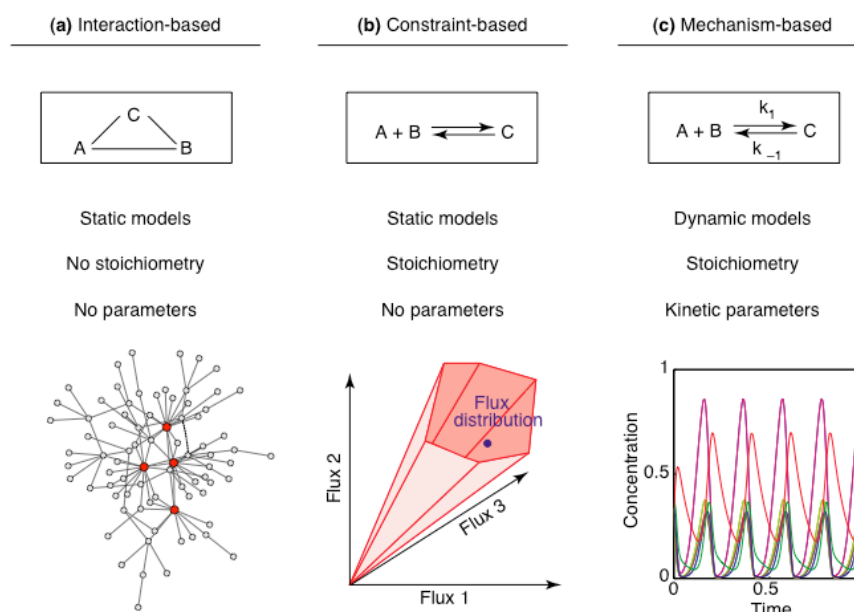 (a) Interaction-based
(b) Constraint-based
(c) Mechanism-based
C
A B
A + B C
k1
A + B C
k–1
Static models
Static models
Dynamic models
No stoichiometry
Stoichiometry
Stoichiometry
No parameters
No parameters
Kinetic parameters
Flux
distribution
Flux 2
Flux 3
Flux 1
1
0.5
0
Concentration
0 0.5
Time